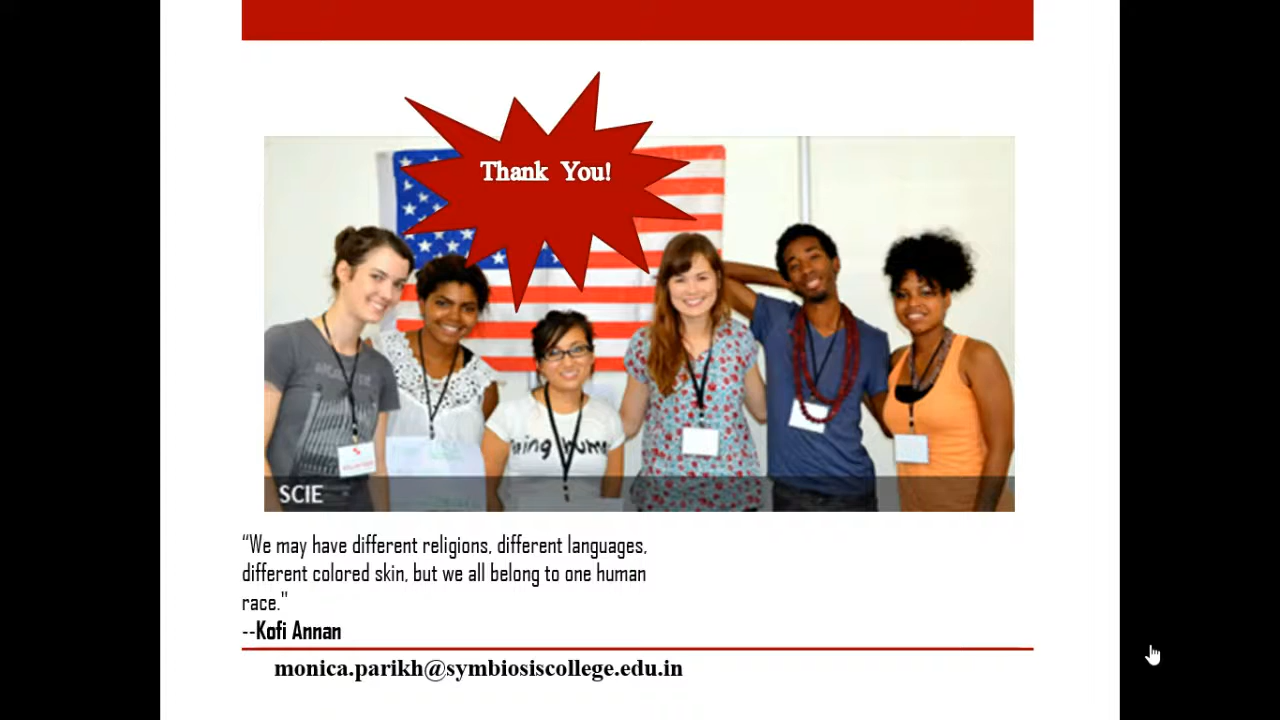 Thank You!
SCIE
“We may have different religions, different languages,
different colored skin, but we all belong to one human
race."
--Kofi Annan
monica.parikh@symbiosiscollege.edu.in